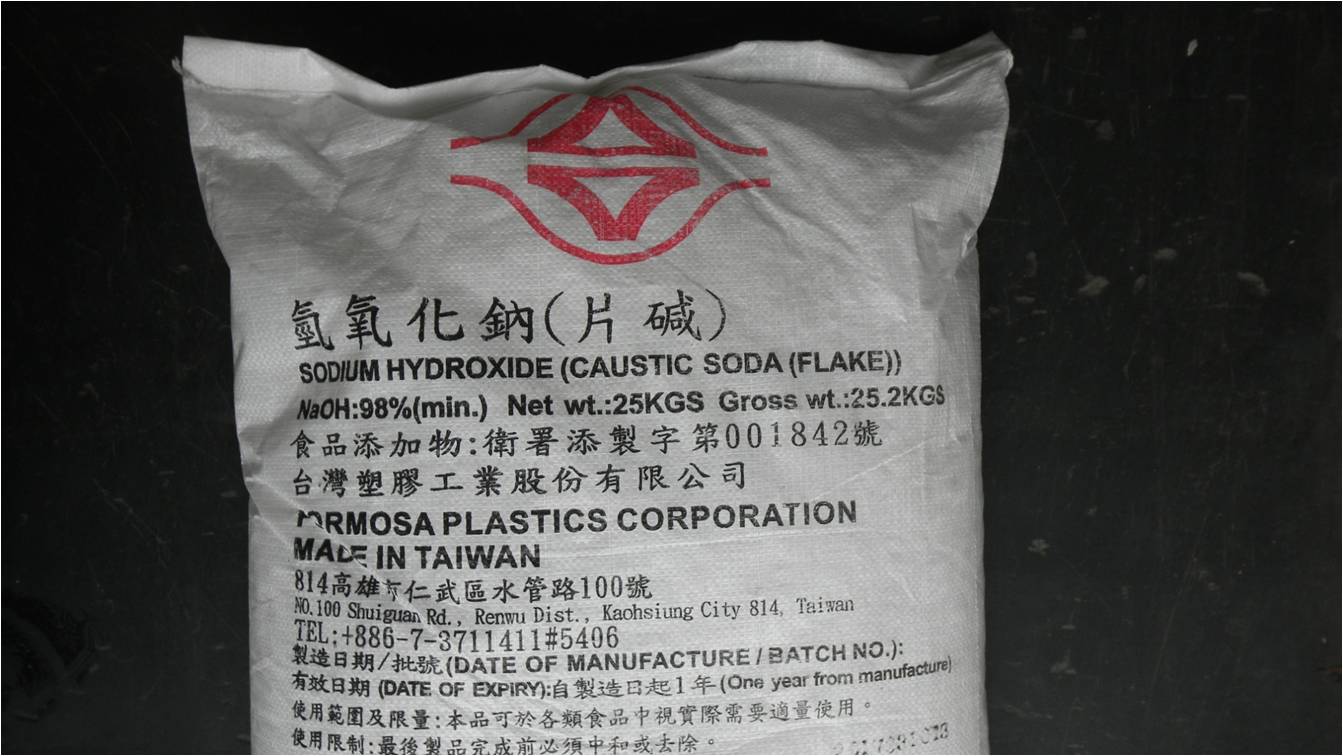 氫氧化鈉(片 碱)
SODIUM HYDROXIDE (CAUSTIC SODA (FLAKE))
NaOH:98%(min.) Net wt.:25KGS Gross wt.:25.2KGS
食品添加物:衛署添製字第001842號
台灣塑膠工業股份有限公司
FORMOSA PLASTICS CORPORATION
MADE IN TAIWAN
814高雄市仁武區水管路100號
NO.100 Shuiguan Rd., Renwu Dist., Kaohsiung City 814, Taiwan
TEL:+886-7-3711411#5406
製造日期/批號(DATE OF MANUFACTURE / BATCH NO.):
有效日期 (DATE OF EXPIRY):自製造日起1年(One year from manufacture)
使用範圍及限量:本品可於各類食品中視實際需要適量使用。
使用限制:最後製品完成前必須中和或去除。